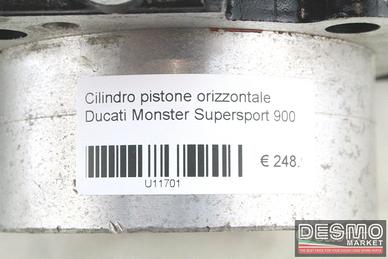 Cilindro pistone orizzontale
Ducati Monster Supersport 900
€ 248,
U11701
DESMO
MARKET